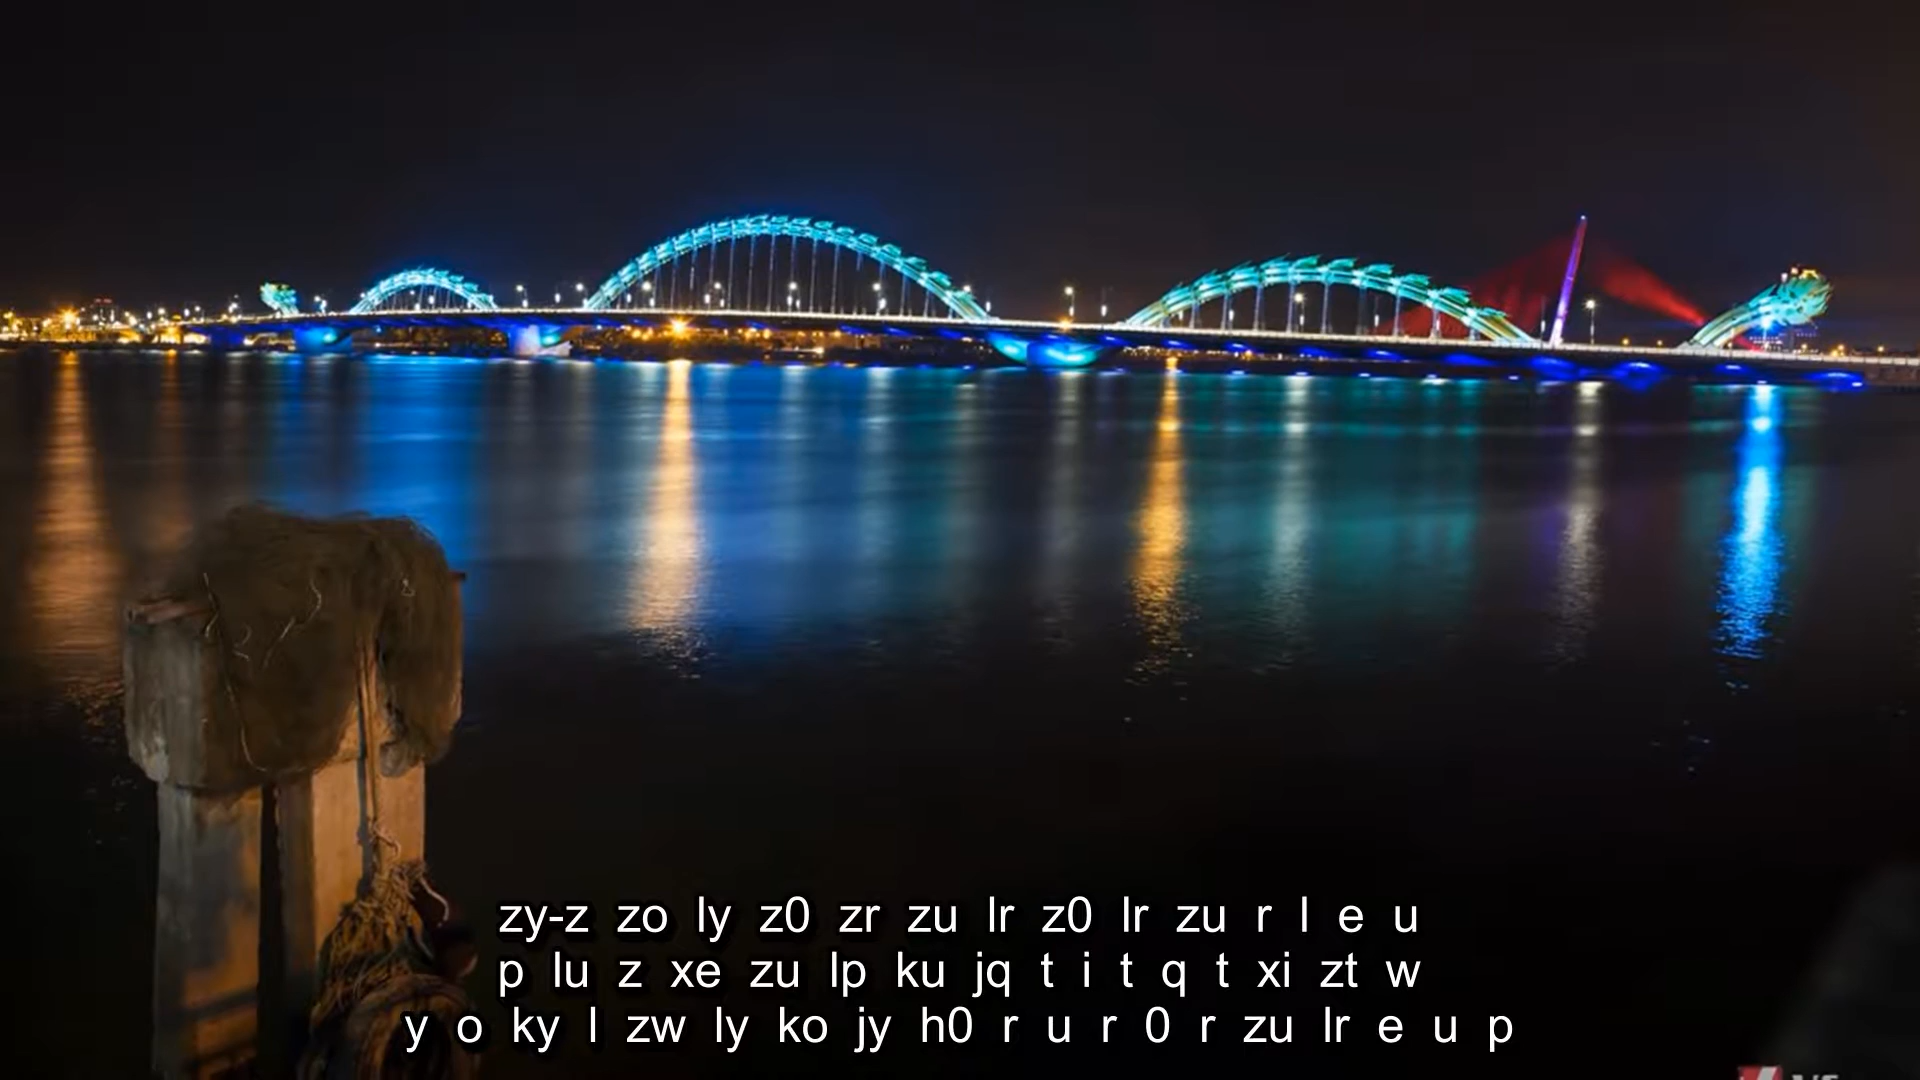 zy-z zo ly z0 zr zu lr z0 lr zu r l e u
p lu z xe zu lp ku jq t i t q t xi zt w
y o ky l zw ly ko jy h0 r u r 0 r zu lr e u p